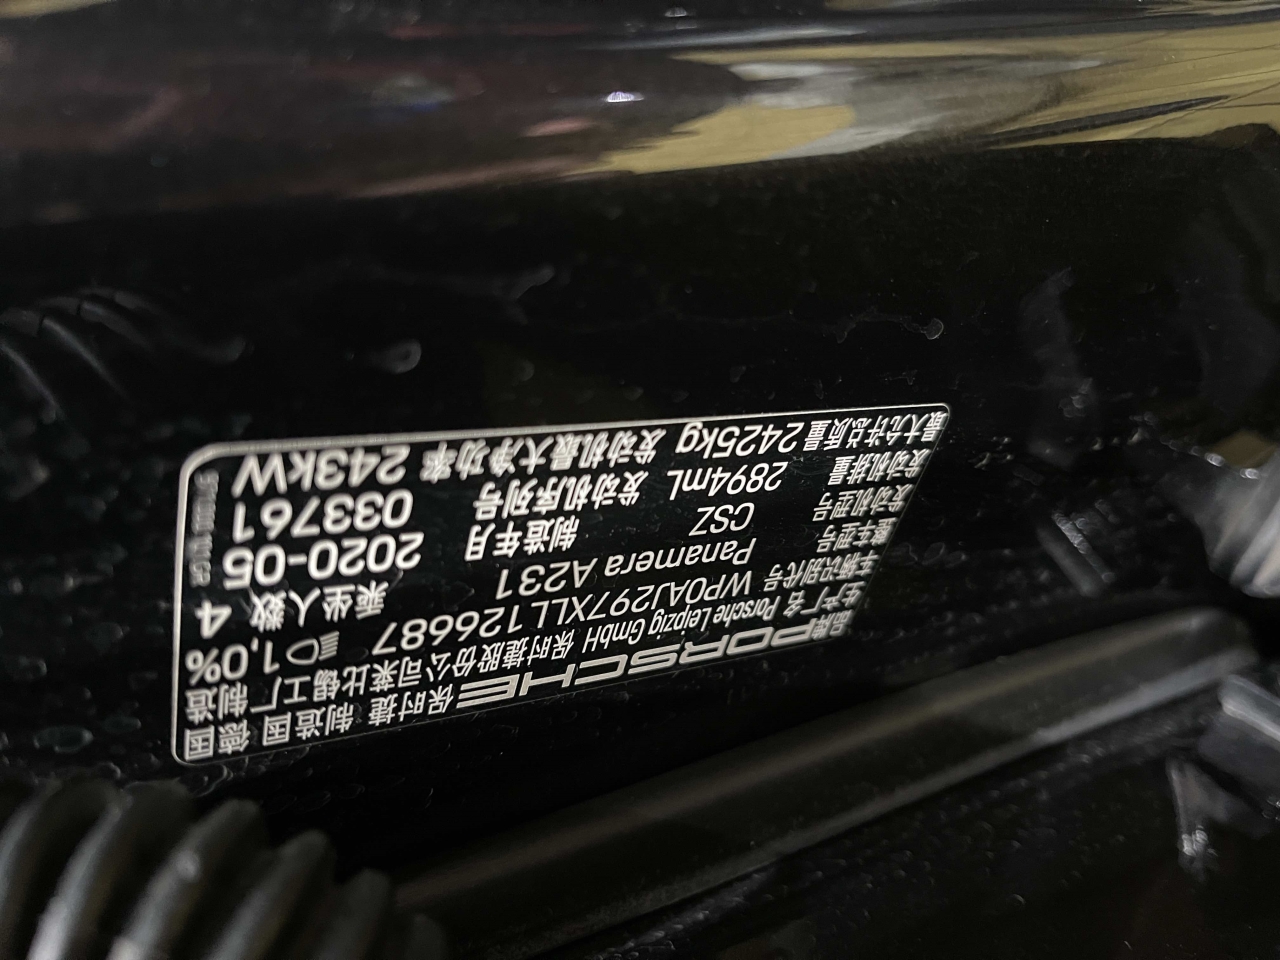 品牌 PORSCHE 保时捷 制造国 德国
生产厂名 Porsche Leipzig GmbH 保时捷股份公司莱比锡工厂制造
车辆识别代号 WP0AJ297XLL126687 1,0%
整车型号 Panamera A231 乘坐人数 4
发动机型号 CSZ 制造年月 2020-05
发动机排量 2894mL 发动机序列号 033761
最大允许总质量 2425kg 发动机最大净功率 243kW